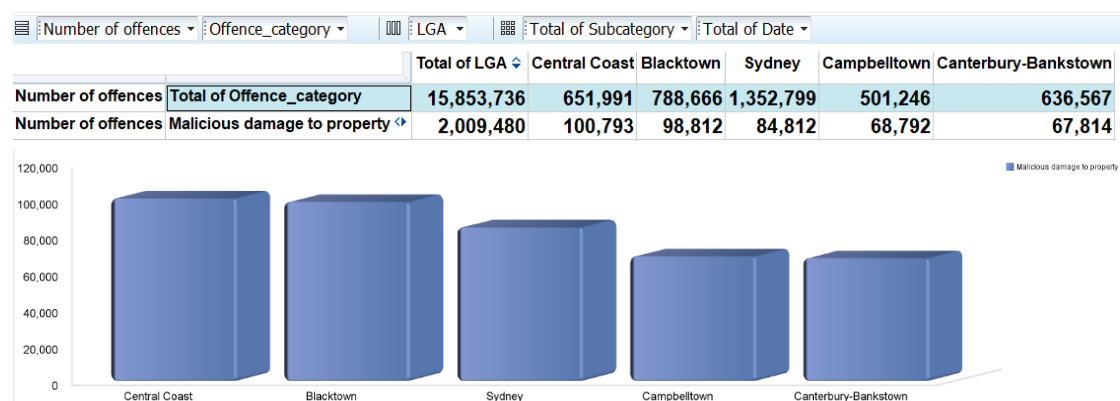 Number of offences Offence_category LGA Total of Subcategory Total of Date
Total of LGA Central Coast Blacktown Sydney Campbelltown Canterbury-Bankstown
Number of offences Total of Offence_category 15,853,736 651,991 788,666 1,352,799 501,246 636,567
Number of offences Malicious damage to property 2,009,480 100,793 98,812 84,812 68,792 67,814
120,000
Malicious damage to property
100,000
80,000
60,000
40,000
20,000
0
Central Coast Blacktown Sydney Campbelltown Canterbury-Bankstown